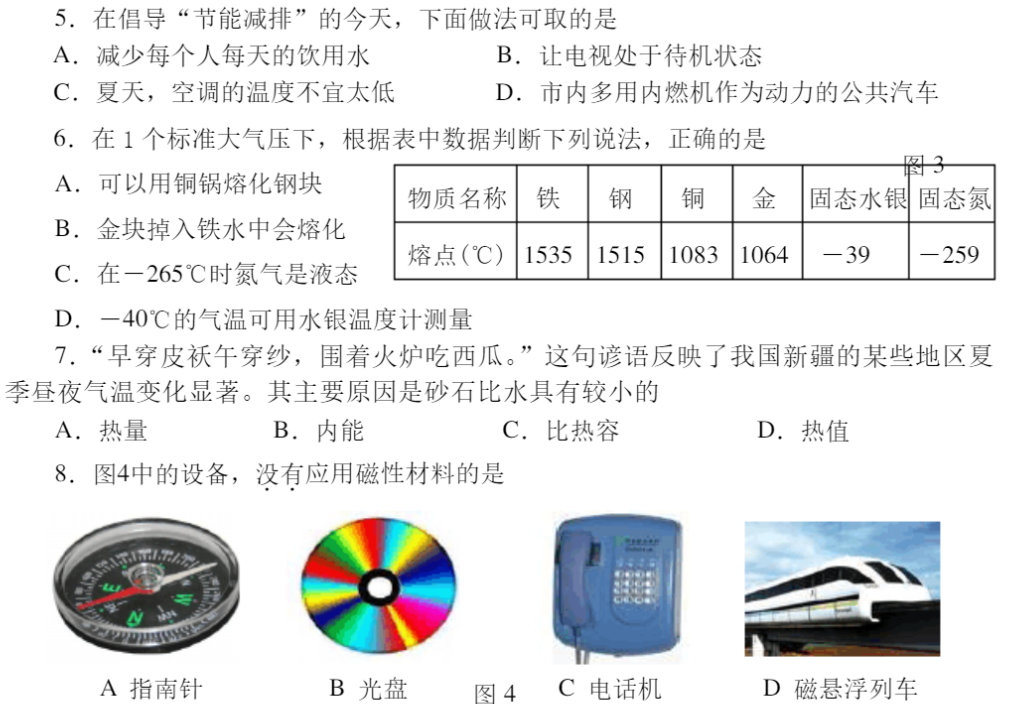 5．在倡导“节能减排”的今天，下面做法可取的是
A．减少每个人每天的饮用水 B．让电视处于待机状态
C．夏天，空调的温度不宜太低 D．市内多用内燃机作为动力的公共汽车
6．在 1 个标准大气压下，根据表中数据判断下列说法，正确的是
图 3
A．可以用铜锅熔化钢块
B．金块掉入铁水中会熔化
C．在－265℃时氮气是液态
D．－40℃的气温可用水银温度计测量
物质名称 铁 钢 铜 金 固态水银 固态氮
熔点(℃) 1535 1515 1083 1064 －39 －259
7．“早穿皮袄午穿纱，围着火炉吃西瓜。”这句谚语反映了我国新疆的某些地区夏
季昼夜气温变化显著。其主要原因是砂石比水具有较小的
A．热量 B．内能 C．比热容 D．热值
8．图4中的设备，没有应用磁性材料的是
A 指南针 B 光盘 图 4 C 电话机 D 磁悬浮列车